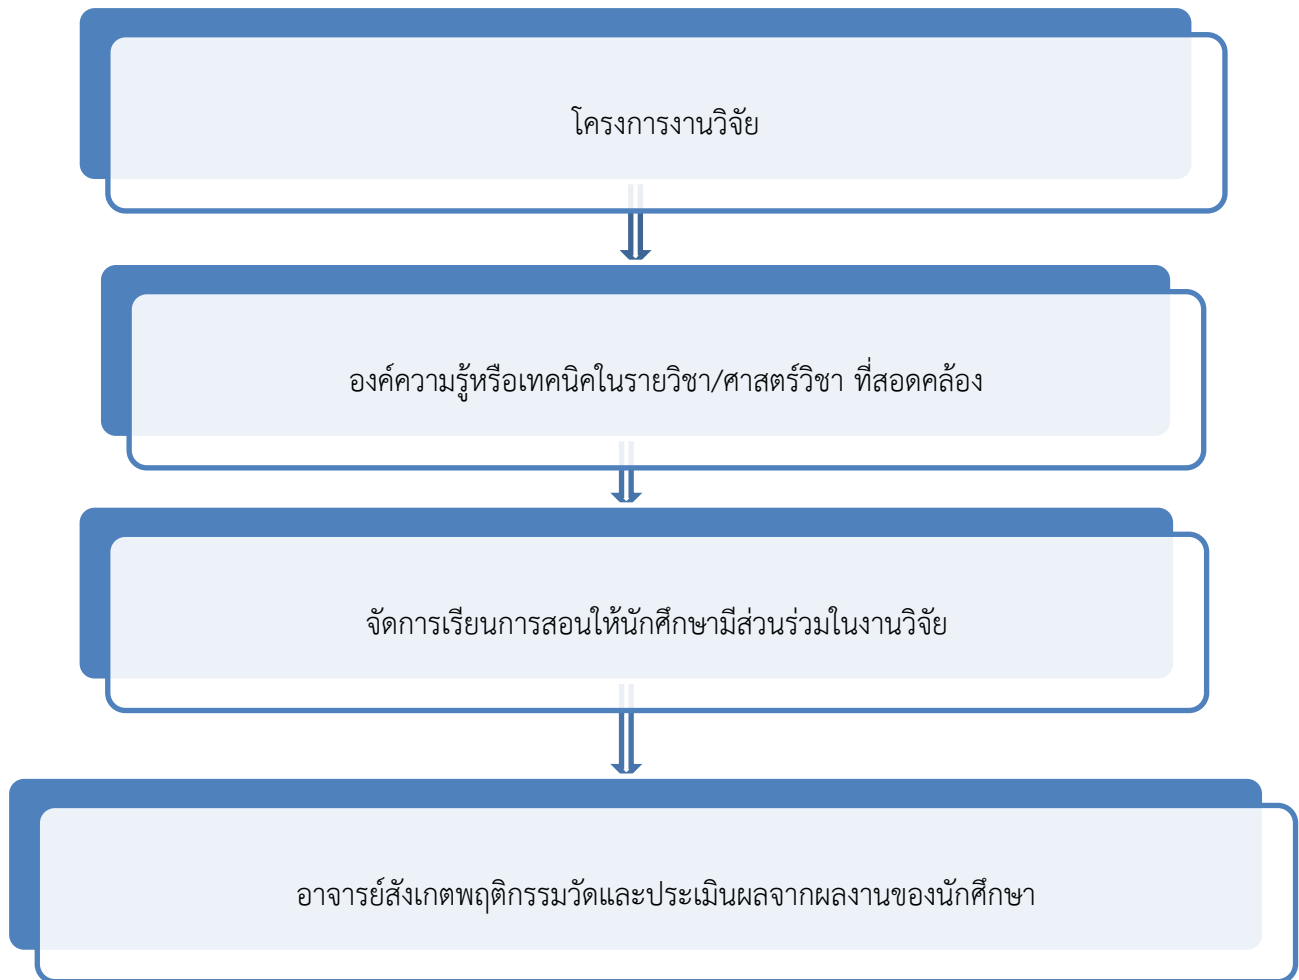 โครงการงานวิจัย
องค์ความรู้หรือเทคนิคในรายวิชา/ศาสตร์วิชา ที่สอดคล้อง
จัดการเรียนการสอนให้นักศึกษามีส่วนร่วมในงานวิจัย
อาจารย์สังเกตพฤติกรรมวัดและประเมินผลจากผลงานของนักศึกษา